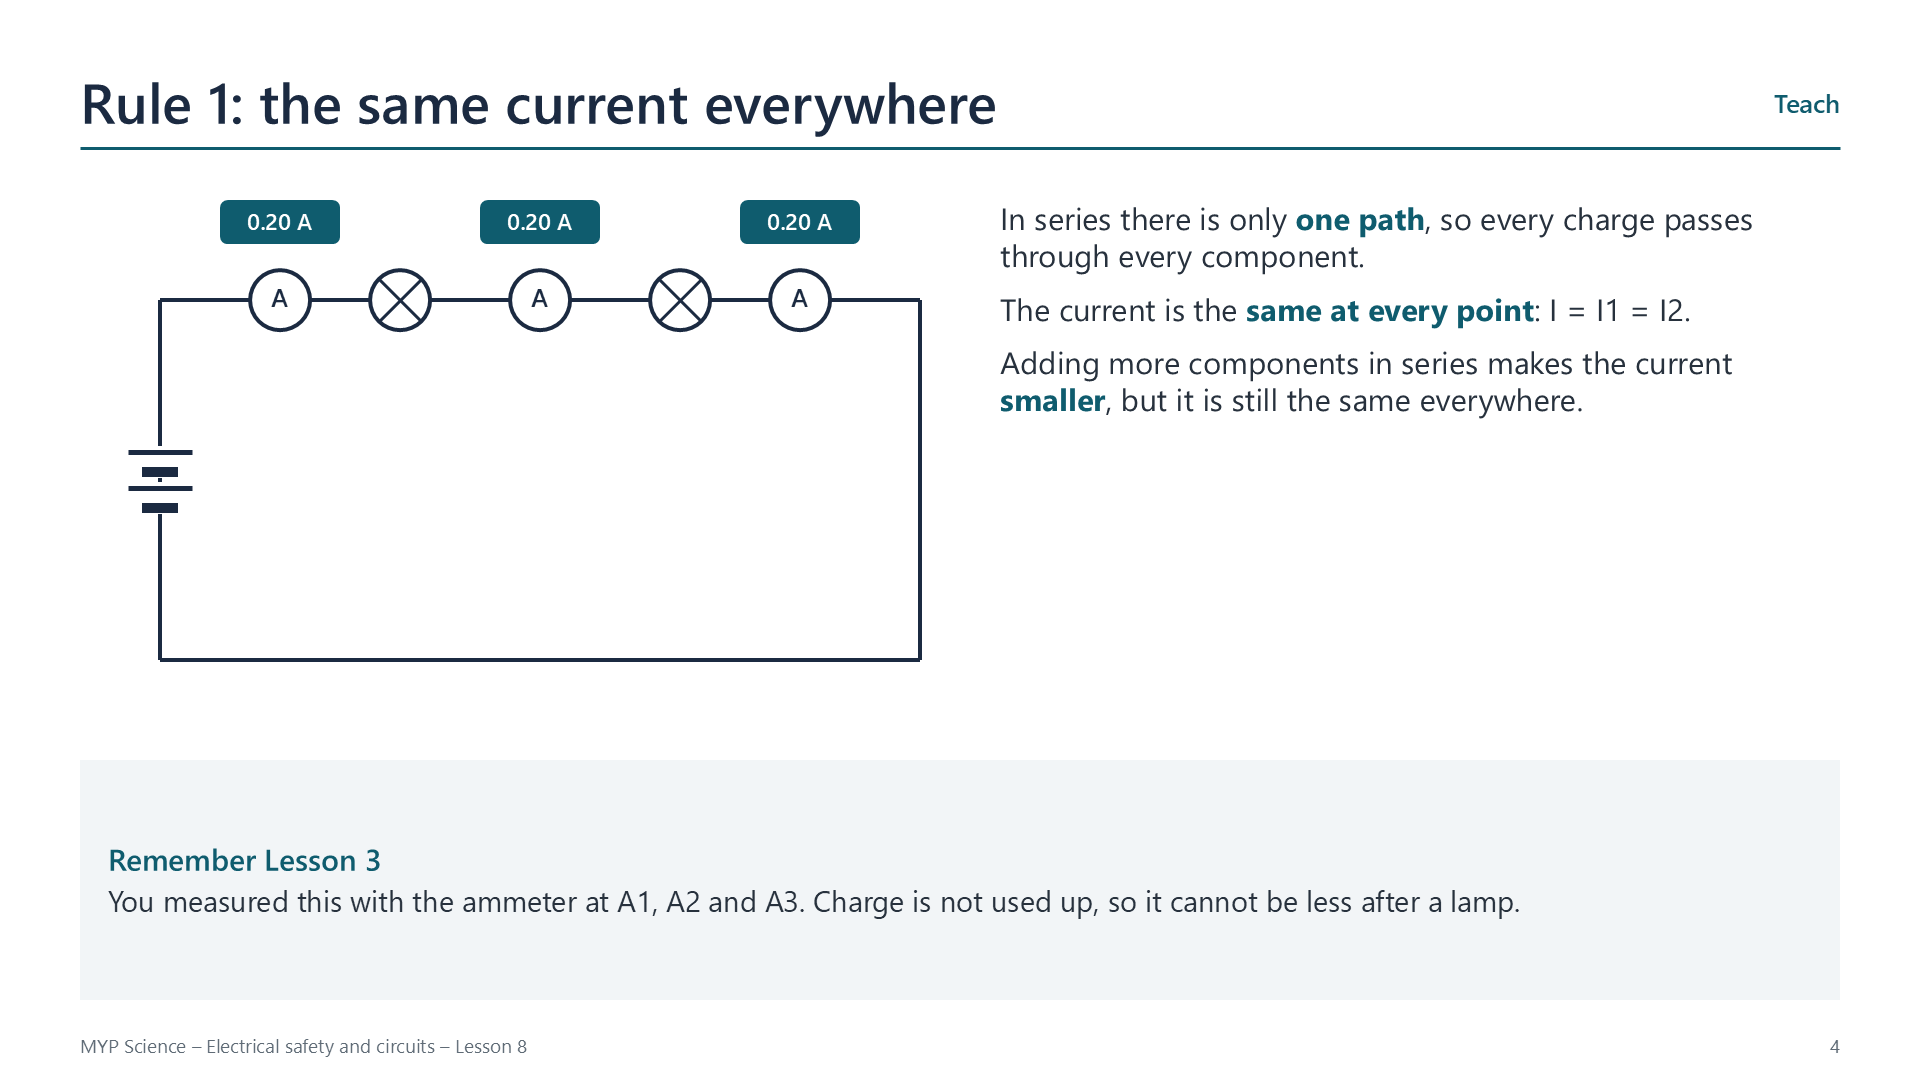 Rule 1: the same current everywhere
Teach
0.20 A
0.20 A
0.20 A
A
A
A
In series there is only one path, so every charge passes
through every component.
The current is the same at every point: I = I1 = I2.
Adding more components in series makes the current
smaller, but it is still the same everywhere.
Remember Lesson 3
You measured this with the ammeter at A1, A2 and A3. Charge is not used up, so it cannot be less after a lamp.
MYP Science – Electrical safety and circuits – Lesson 8
4